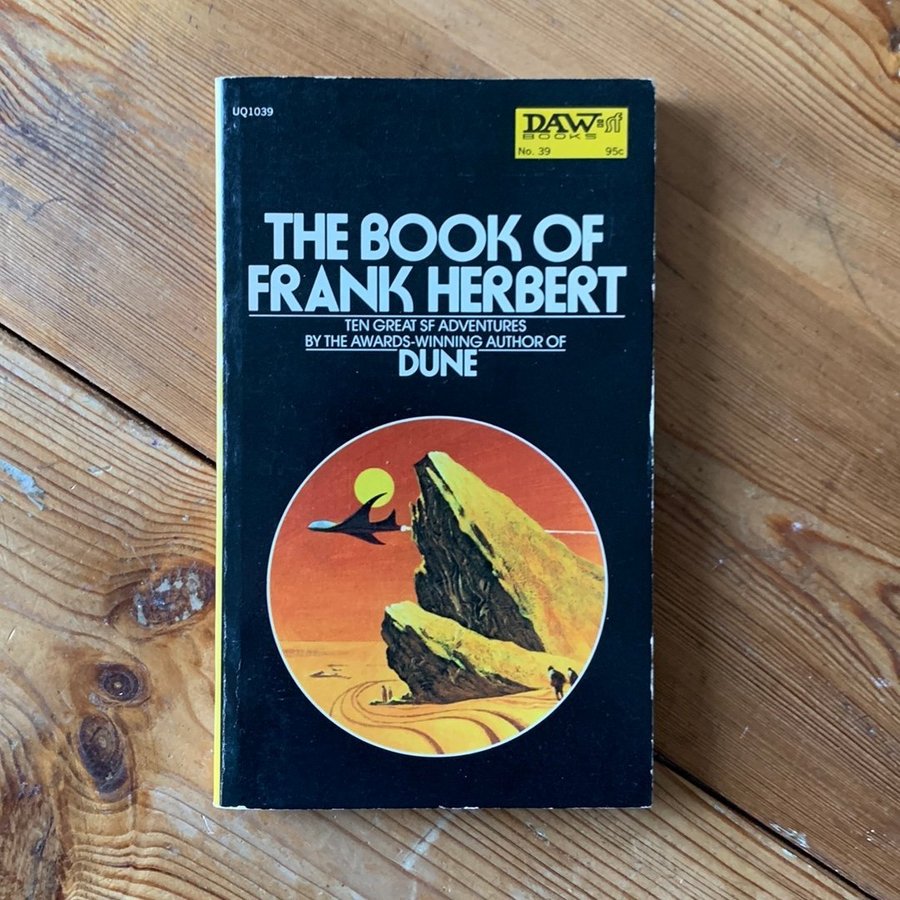 UQ1039
DAW=sf
BOOKS
No. 39 95c
THE BOOK OF
FRANK HERBERT
TEN GREAT SF ADVENTURES
BY THE AWARDS-WINNING AUTHOR OF
DUNE